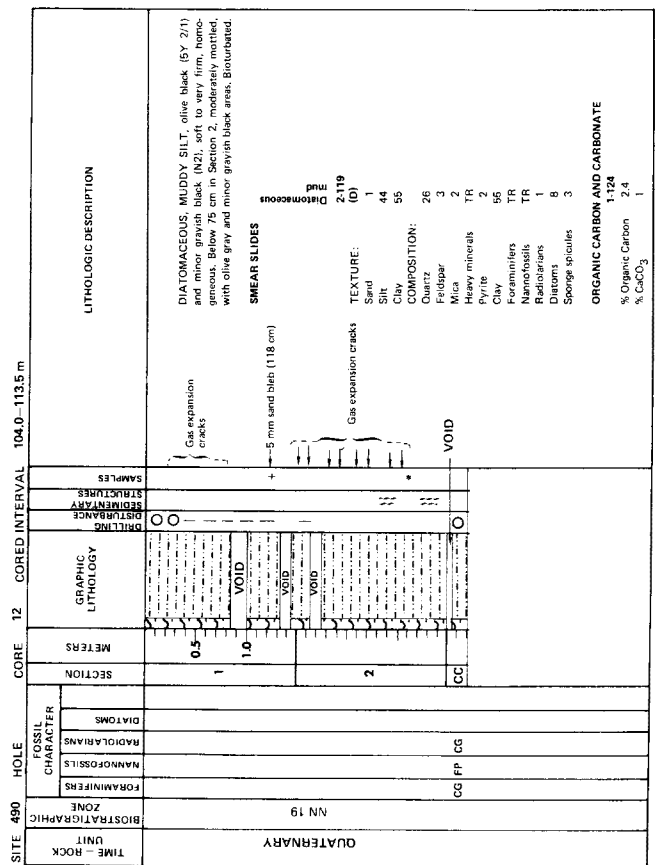 SITE 490 HOLE CORE 12 CORED INTERVAL 104.0–113.5 m
TIME – ROCK
UNIT
BIOSTRATIGRAPHIC
ZONE
FOSSIL
CHARACTER
FORAMINIFERS
NANNOFOSSILS
RADIOLARIANS
DIATOMS
SECTION
METERS
GRAPHIC
LITHOLOGY
DRILLING
DISTURBANCE
SEDIMENTARY
STRUCTURES
SAMPLES
LITHOLOGIC DESCRIPTION
QUATERNARY
NN 19
CG FP CG
1
2
CC
0.5
1.0
VOID
VOID
VOID
Gas expansion
cracks
+
5 mm sand bleb (118 cm)
Gas expansion cracks
*
VOID
DIATOMACEOUS, MUDDY SILT, olive black (5Y 2/1)
and minor grayish black (N2), soft to very firm, homo-
geneous. Below 75 cm in Section 2, moderately mottled,
with olive gray and minor grayish black areas. Bioturbated.
SMEAR SLIDES
Diatomaceous
mud
2-119
(D)
TEXTURE:
Sand 1
Silt 44
Clay 55
COMPOSITION:
Quartz 26
Feldspar 3
Mica 2
Heavy minerals TR
Pyrite 2
Clay 55
Foraminifers TR
Nannofossils TR
Radiolarians 1
Diatoms 8
Sponge spicules 3
ORGANIC CARBON AND CARBONATE
1-124
% Organic Carbon 2.4
% CaCO3 1